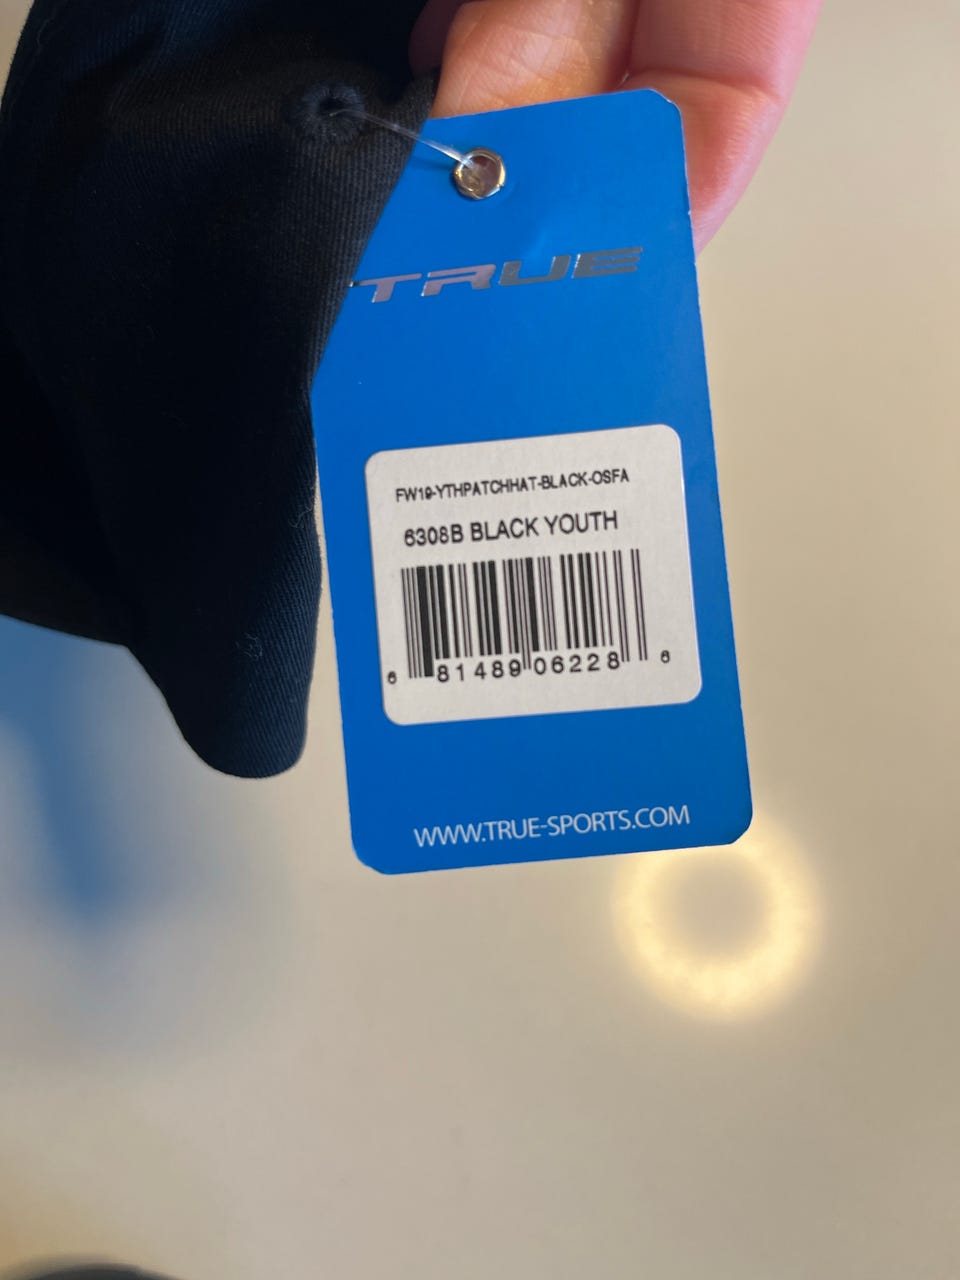 TRUE
FW19-YTHPATCHHAT-BLACK-OSFA
6308B BLACK YOUTH
6 81489 06228 6
WWW.TRUE-SPORTS.COM